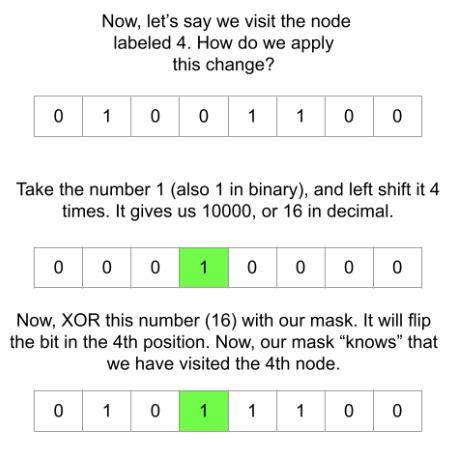 Now, let's say we visit the node
labeled 4. How do we apply
this change?
0 1 0 0 1 1 0 0
Take the number 1 (also 1 in binary), and left shift it 4
times. It gives us 10000, or 16 in decimal.
0 0 0 1 0 0 0 0
Now, XOR this number (16) with our mask. It will flip
the bit in the 4th position. Now, our mask “knows” that
we have visited the 4th node.
0 1 0 1 1 1 0 0